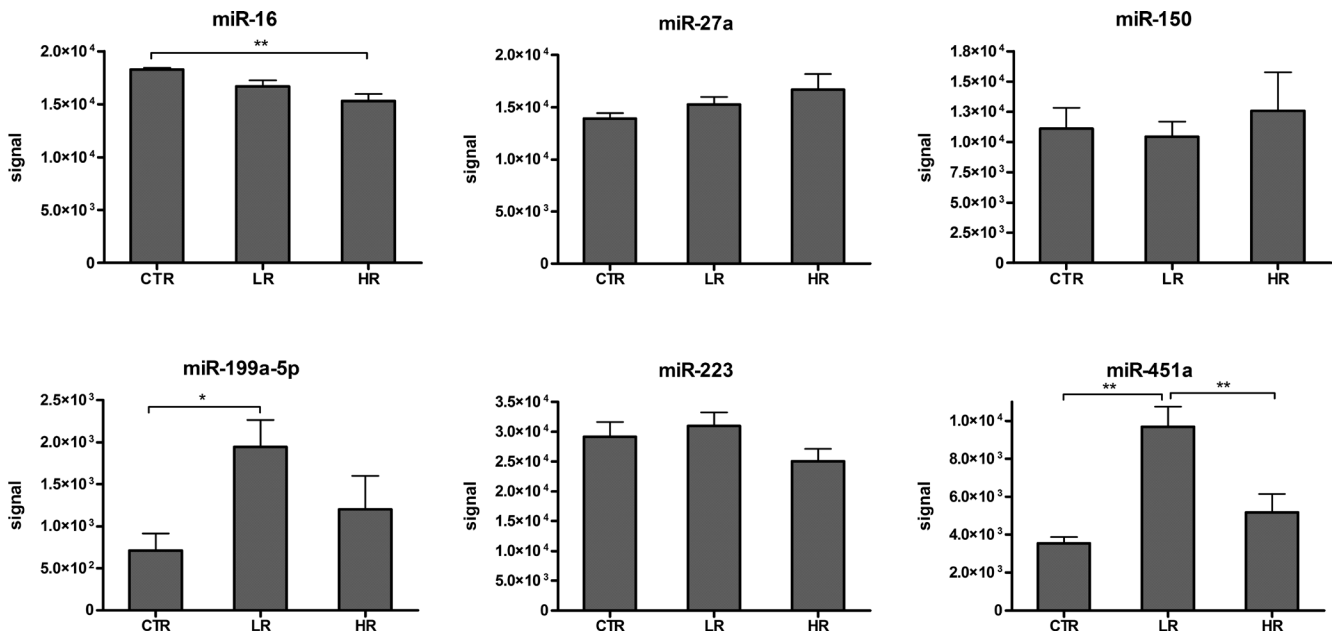 miR-16
**
2.0×10⁴
1.5×10⁴
1.0×10⁴
5.0×10³
0
signal
CTR LR HR
miR-27a
2.0×10⁴
1.5×10⁴
1.0×10⁴
5.0×10³
0
signal
CTR LR HR
miR-150
1.8×10⁴
1.5×10⁴
1.3×10⁴
1.0×10⁴
7.5×10³
5.0×10³
2.5×10³
0
signal
CTR LR HR
miR-199a-5p
*
2.5×10³
2.0×10³
1.5×10³
1.0×10³
5.0×10²
0
signal
CTR LR HR
miR-223
3.5×10⁴
3.0×10⁴
2.5×10⁴
2.0×10⁴
1.5×10⁴
1.0×10⁴
5.0×10³
0
signal
CTR LR HR
miR-451a
** **
1.0×10⁴
8.0×10³
6.0×10³
4.0×10³
2.0×10³
0
signal
CTR LR HR